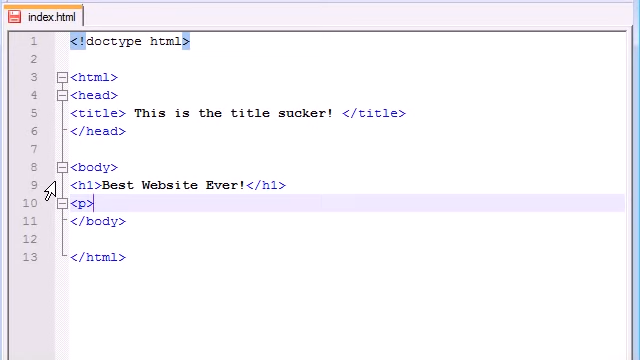 index.html
1 <!doctype html>
2
3 <html>
4 <head>
5 <title> This is the title sucker! </title>
6 </head>
7
8 <body>
9 <h1>Best Website Ever!</h1>
10 <p>
11 </body>
12
13 </html>